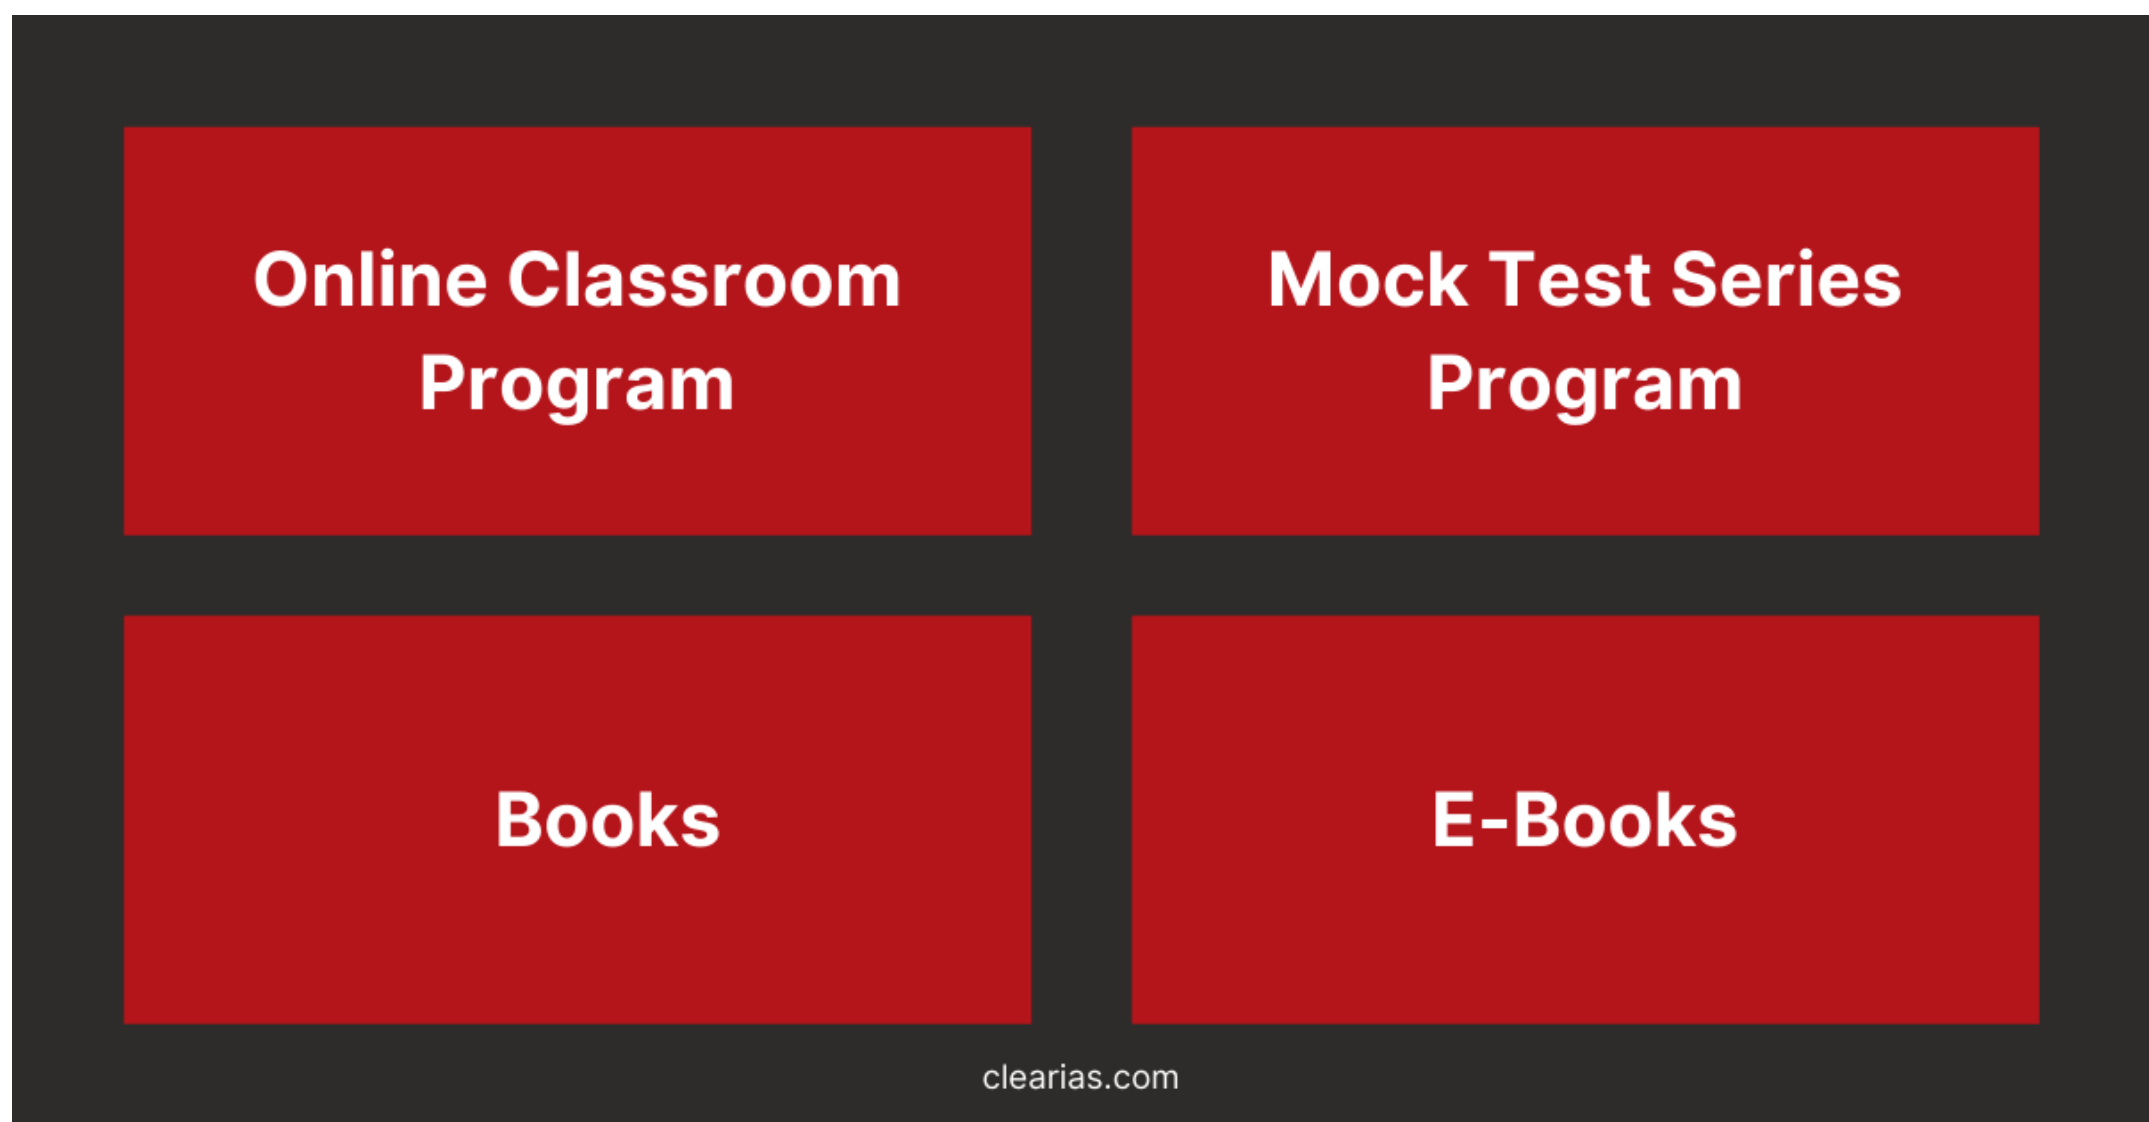 Online Classroom
Program
Mock Test Series
Program
Books
E-Books
clearias.com